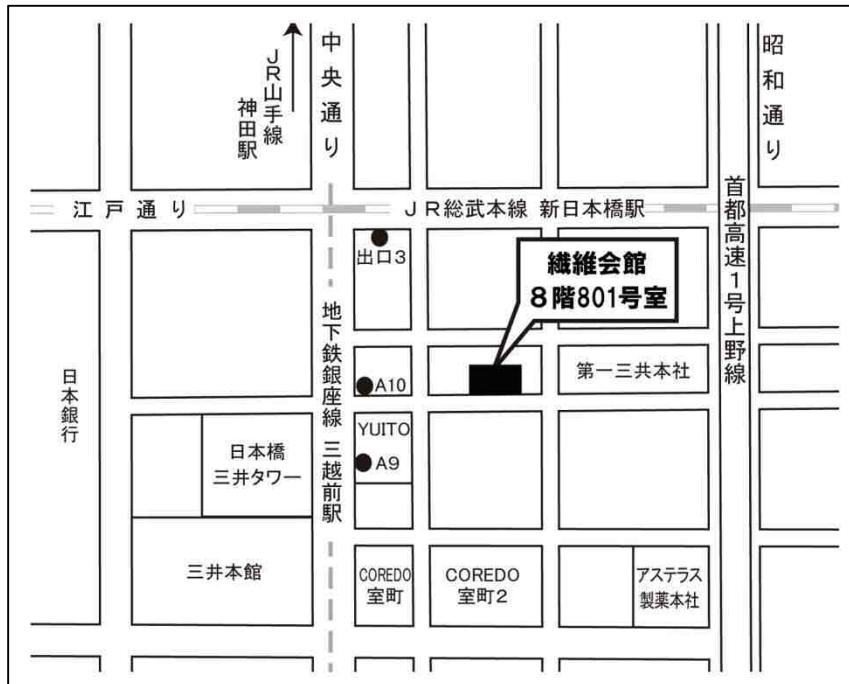 中央通り
昭和通り
JR山手線
神田駅
江戸通り
JR総武本線 新日本橋駅
首都高速1号上野線
出口3
繊維会館
8階801号室
地下鉄銀座線 三越前駅
A10
第一三共本社
日本銀行
YUITO
A9
日本橋
三井タワー
三井本館
COREDO
室町
COREDO
室町2
アステラス
製薬本社